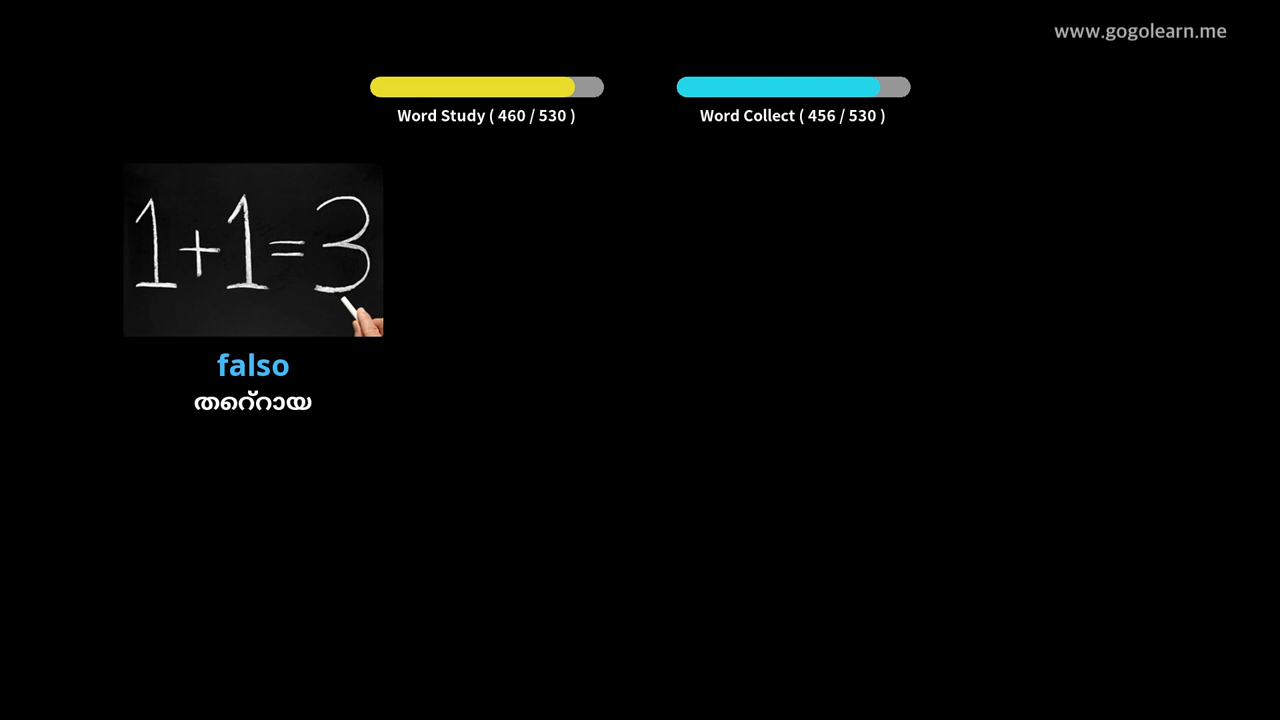 www.gogolearn.me
Word Study ( 460 / 530 )
Word Collect ( 456 / 530 )
1+1=3
falso
തറ്റൊയ